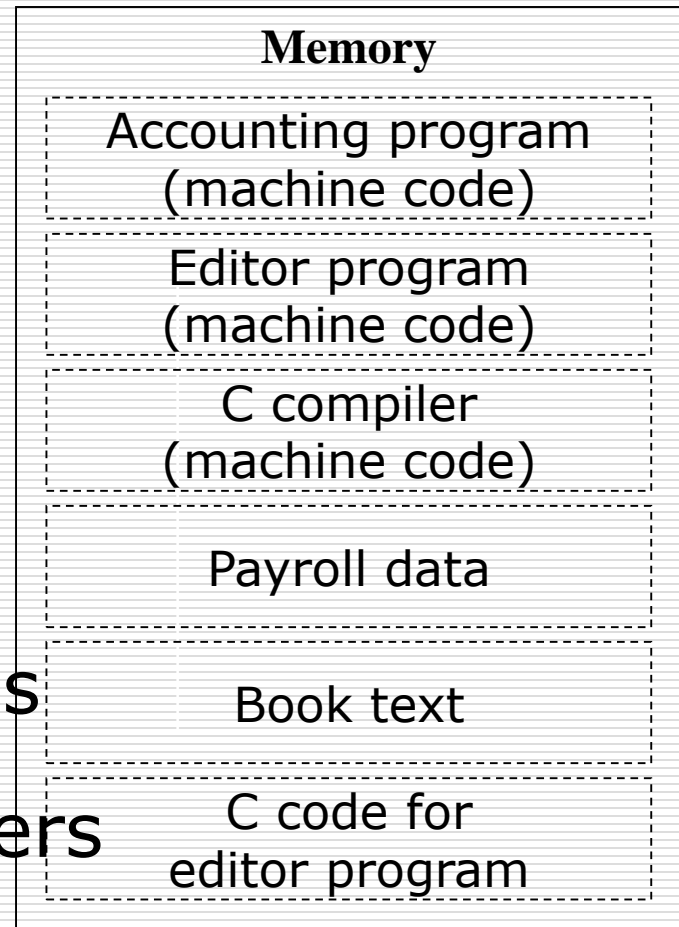 Memory
Accounting program
(machine code)
Editor program
(machine code)
C compiler
(machine code)
Payroll data
s
Book text
ers
C code for
editor program